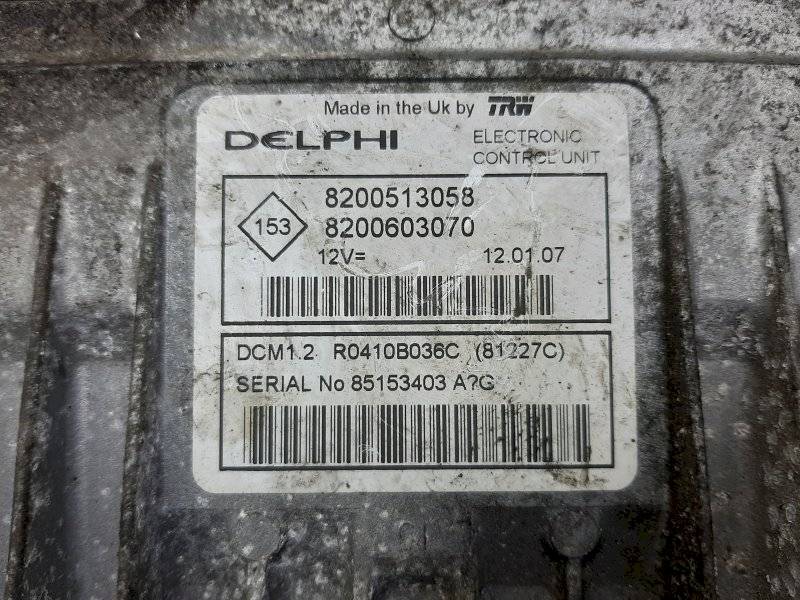 Made in the Uk by TRW
DELPHI ELECTRONIC
CONTROL UNIT
8200513058
153 8200603070
12V= 12.01.07
DCM1.2 R0410B036C (81227C)
SERIAL No 85153403 A?G